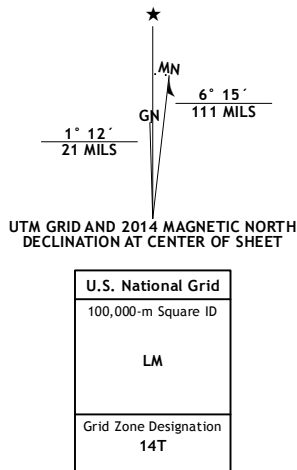 ★
MN
GN
6° 15´
111 MILS
1° 12´
21 MILS
UTM GRID AND 2014 MAGNETIC NORTH
DECLINATION AT CENTER OF SHEET
U.S. National Grid
100,000-m Square ID
LM
Grid Zone Designation
14T